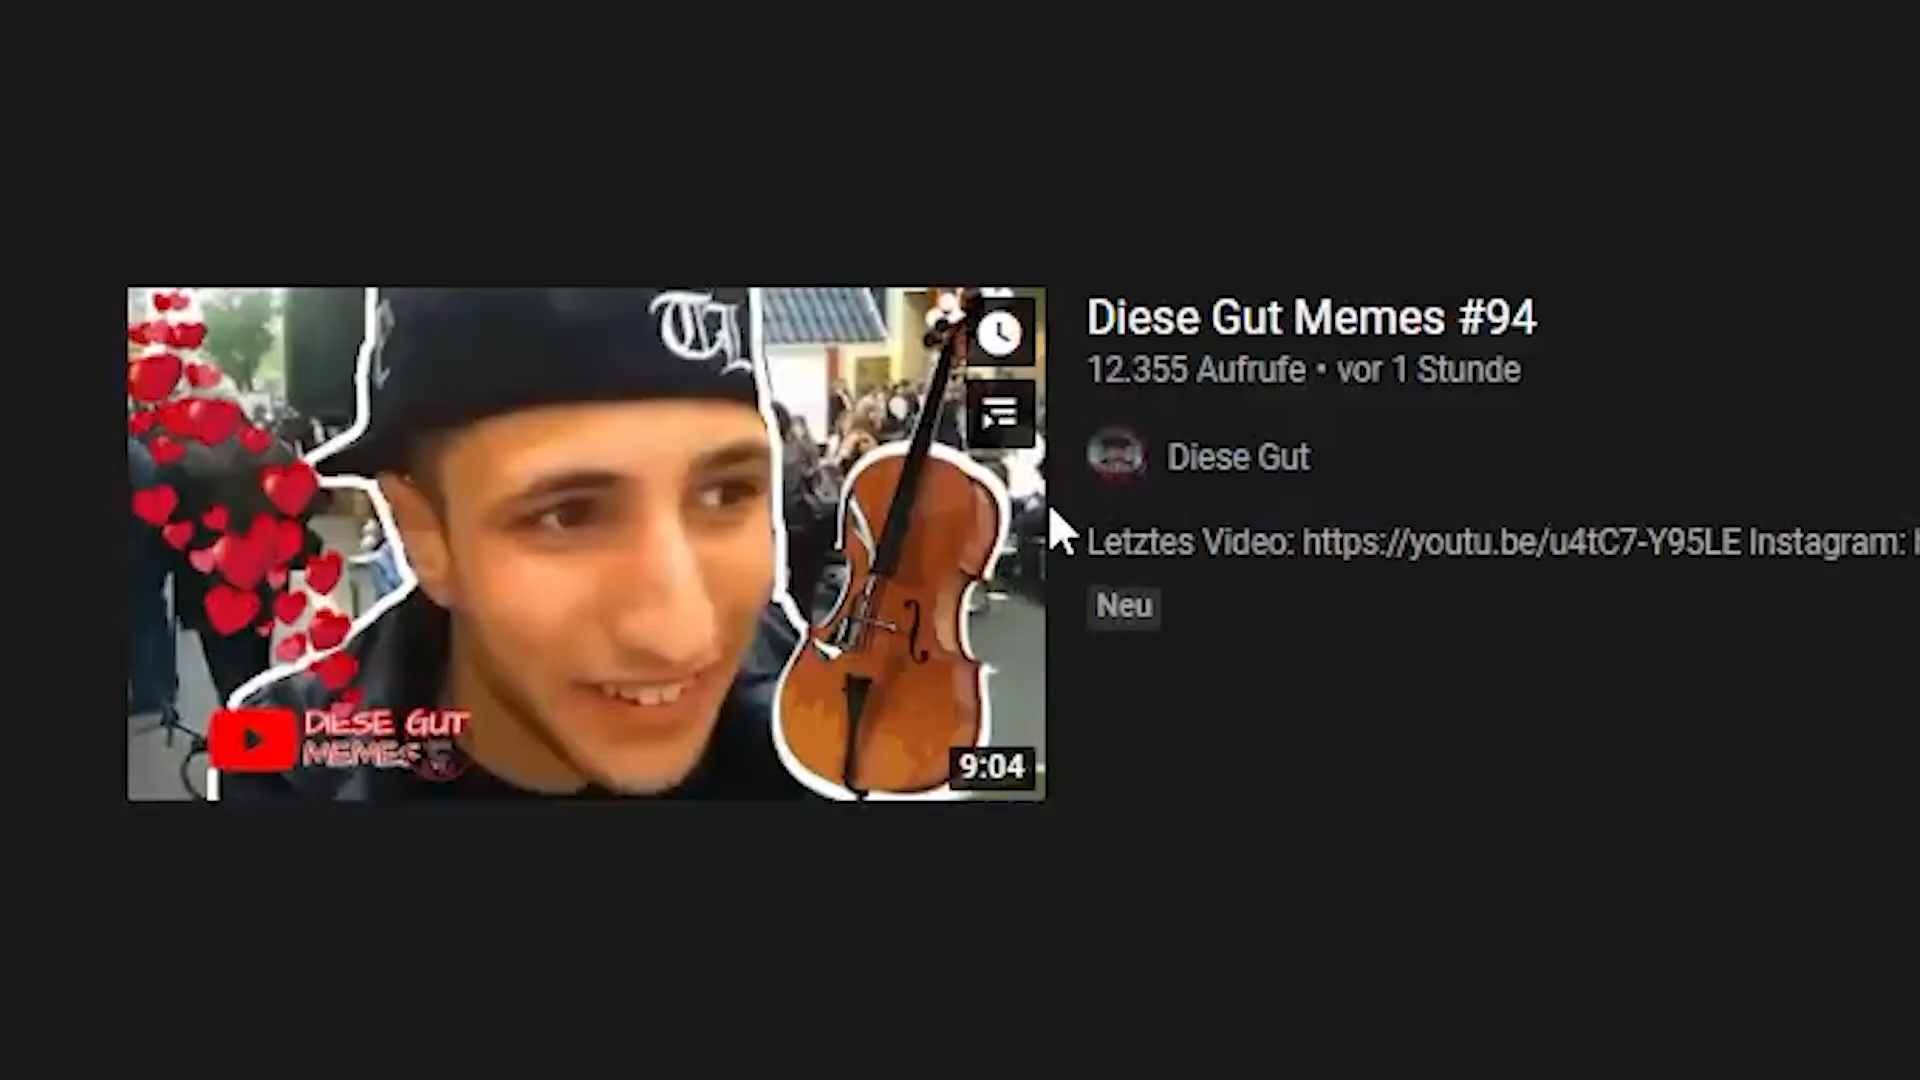 Diese Gut Memes #94
12.355 Aufrufe • vor 1 Stunde
Diese Gut
Letztes Video: https://youtu.be/u4tC7-Y95LE Instagram:
Neu
DIESE GUT
MEMES
9:04